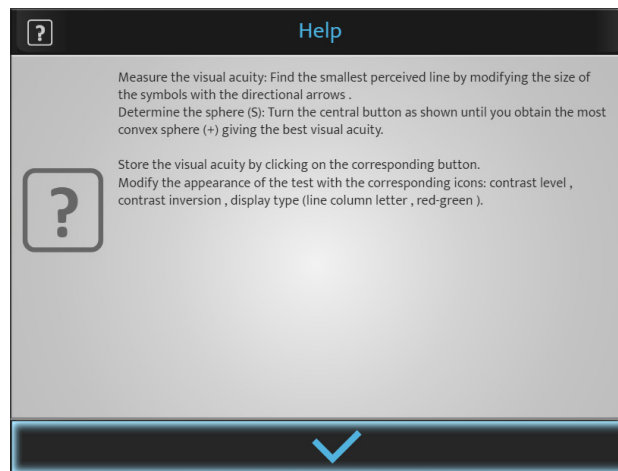 ?
Help
Measure the visual acuity: Find the smallest perceived line by modifying the size of
the symbols with the directional arrows .
Determine the sphere (S): Turn the central button as shown until you obtain the most
convex sphere (+) giving the best visual acuity.
Store the visual acuity by clicking on the corresponding button.
Modify the appearance of the test with the corresponding icons: contrast level ,
contrast inversion , display type (line column letter , red-green ).
?